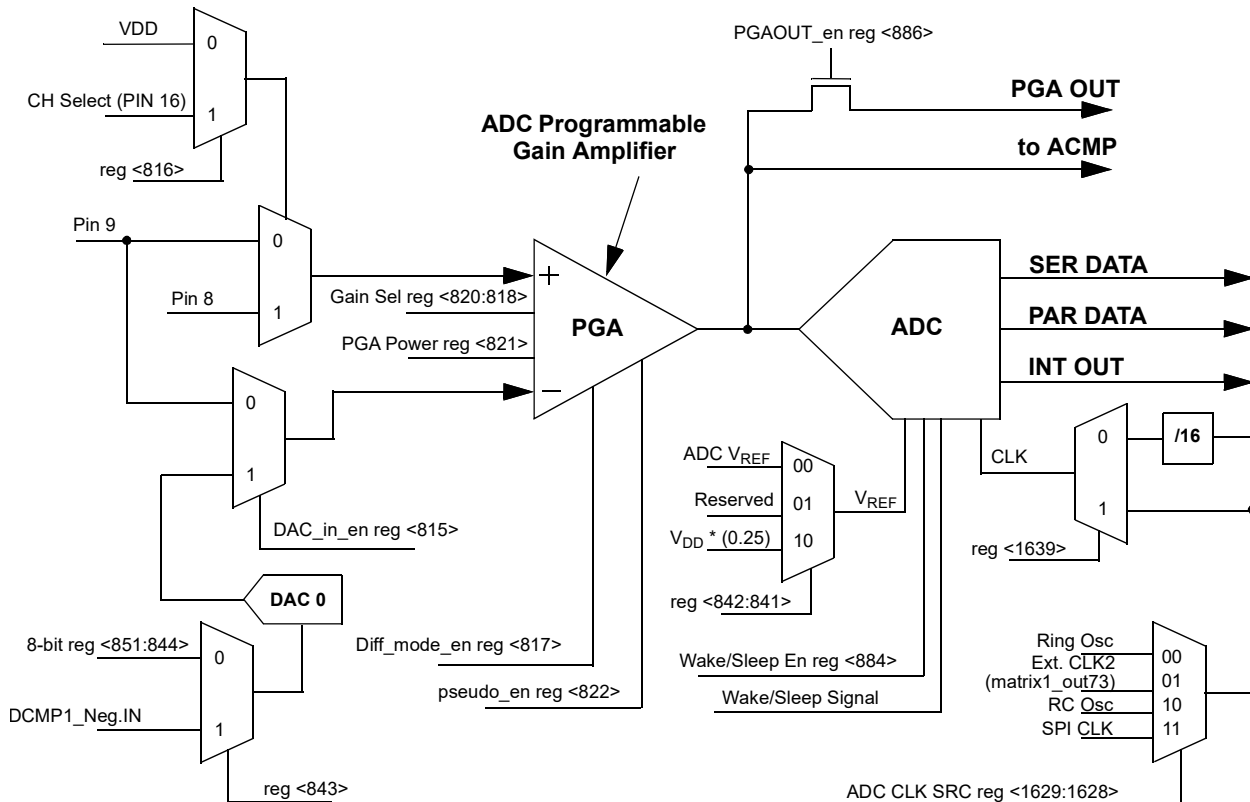 VDD
0
CH Select (PIN 16)
1
reg <816>
Pin 9
0
Pin 8
1
0
1
DAC_in_en reg <815>
DAC 0
8-bit reg <851:844>
0
DCMP1_Neg.IN
1
reg <843>
ADC Programmable
Gain Amplifier
+
Gain Sel reg <820:818>
PGA
PGA Power reg <821>
−
Diff_mode_en reg <817>
pseudo_en reg <822>
PGAOUT_en reg <886>
PGA OUT
to ACMP
ADC
SER DATA
PAR DATA
INT OUT
ADC VREF
00
Reserved
01
VDD * (0.25)
10
VREF
reg <842:841>
Wake/Sleep En reg <884>
Wake/Sleep Signal
CLK
0
/16
1
reg <1639>
Ring Osc
00
Ext. CLK2
(matrix1_out73)
01
RC Osc
10
SPI CLK
11
ADC CLK SRC reg <1629:1628>